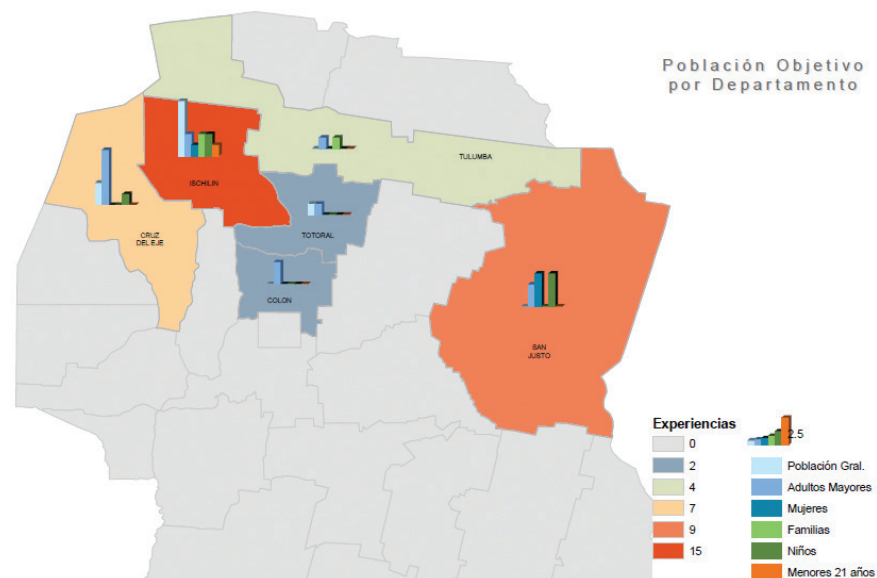 Población Objetivo
por Departamento
TULUMBA
ISCHILIN
CRUZ
DEL EJE
TOTORAL
COLON
SAN
JUSTO
Experiencias
0
2
4
7
9
15
2.5
Población Gral.
Adultos Mayores
Mujeres
Familias
Niños
Menores 21 años